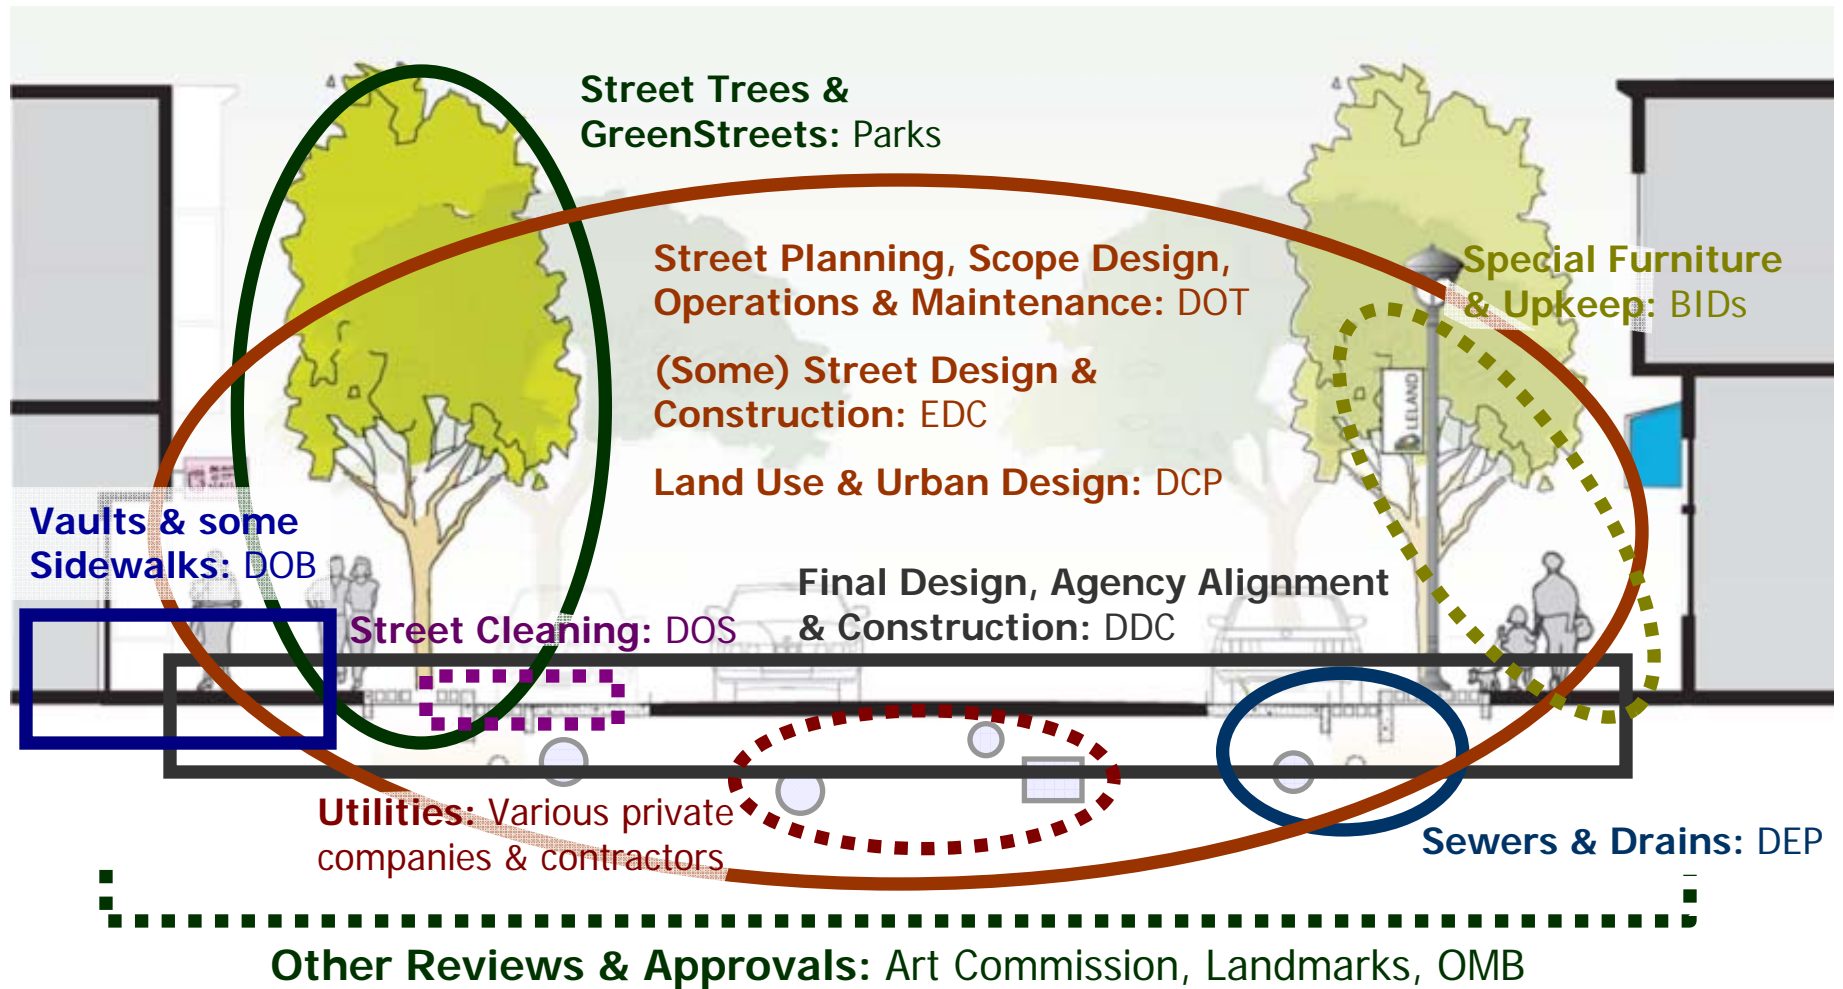 Street Trees &
GreenStreets: Parks
Street Planning, Scope Design,
Operations & Maintenance: DOT
Special Furniture
& Upkeep: BIDs
(Some) Street Design &
Construction: EDC
LELAND
Land Use & Urban Design: DCP
Vaults & some
Sidewalks: DOB
Final Design, Agency Alignment
& Construction: DDC
Street Cleaning: DOS
Utilities: Various private
companies & contractors
Sewers & Drains: DEP
Other Reviews & Approvals: Art Commission, Landmarks, OMB